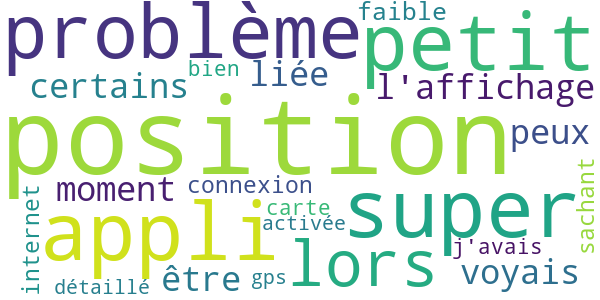 problème
faible
petit
bien
liée
certains
l'affichage
position
peux
sachant
moment
connexion
super
internet
appli
carte
activée
lors
j'avais
être
gps
voyais
détaillé